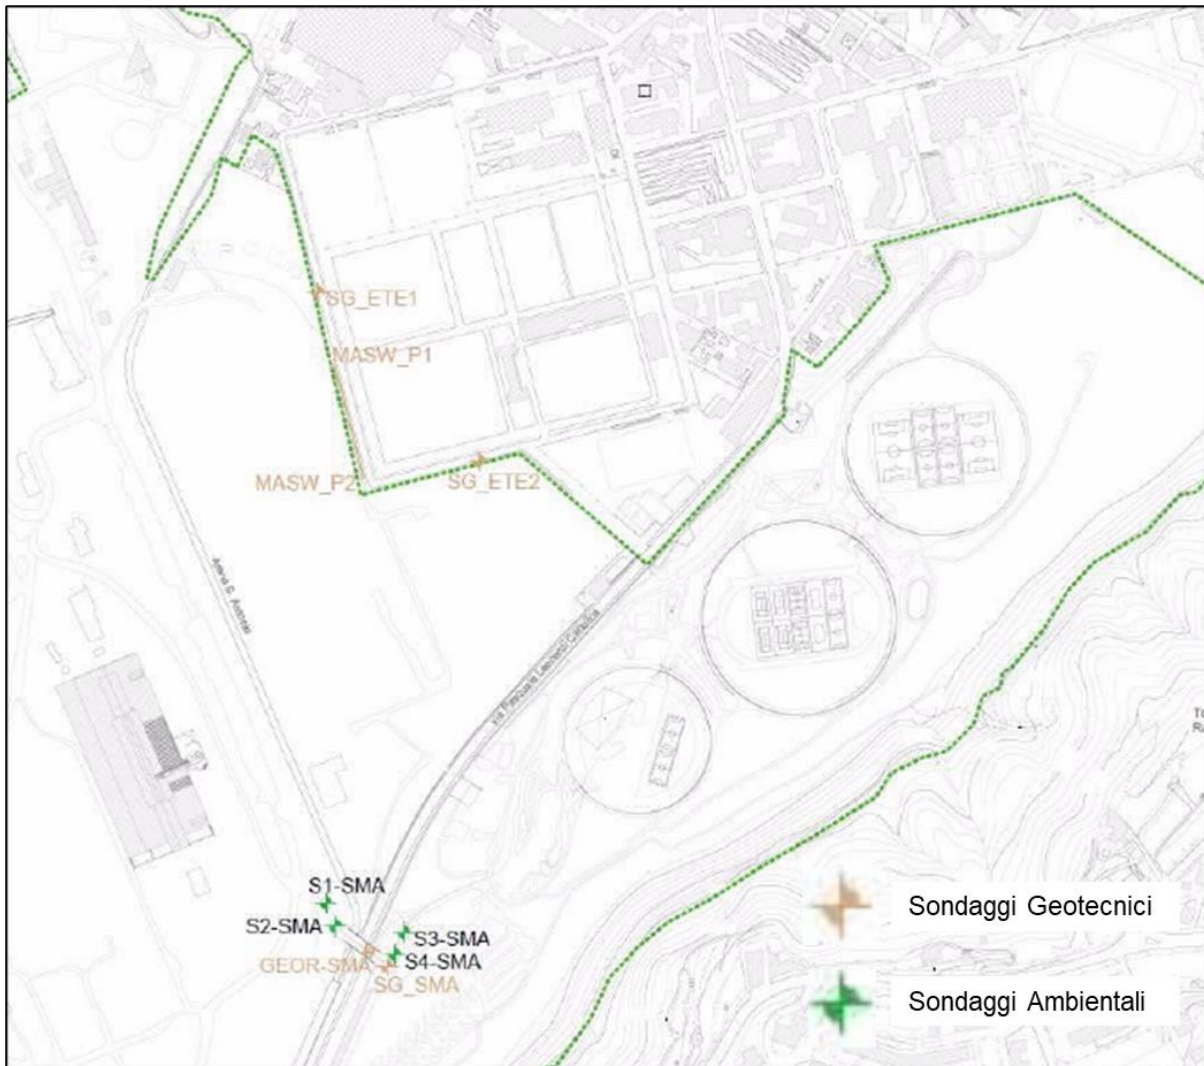 SG_ETE1
MASW_P1
MASW_P2
SG_ETE2
S1-SMA
S2-SMA
S3-SMA
S4-SMA
GEOR-SMA
SG_SMA
Sondaggi Geotecnici
Sondaggi Ambientali